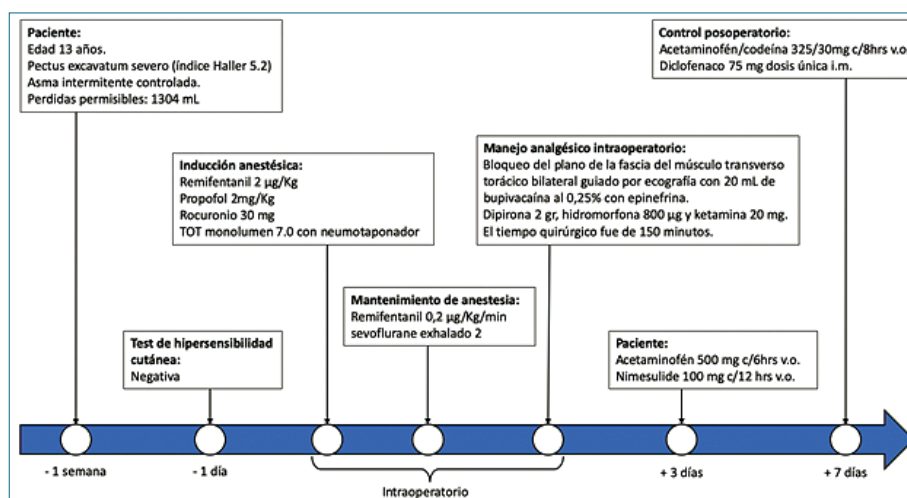 Paciente:
Edad 13 años.
Pectus excavatum severo (índice Haller 5.2)
Asma intermitente controlada.
Perdidas permisibles: 1304 mL
Control posoperatorio:
Acetaminofén/codeína 325/30mg c/8hrs v.o.
Diclofenaco 75 mg dosis única i.m.
Inducción anestésica:
Remifentanil 2 µg/Kg
Propofol 2mg/Kg
Rocuronio 30 mg
TOT monolumen 7.0 con neumotaponador
Manejo analgésico intraoperatorio:
Bloqueo del plano de la fascia del músculo transverso
torácico bilateral guiado por ecografía con 20 mL de
bupivacaína al 0,25% con epinefrina.
Dipirona 2 gr, hidromorfona 800 µg y ketamina 20 mg.
El tiempo quirúrgico fue de 150 minutos.
Mantenimiento de anestesia:
Remifentanil 0,2 µg/Kg/min
sevoflurane exhalado 2
Test de hipersensibilidad
cutánea:
Negativa
Paciente:
Acetaminofén 500 mg c/6hrs v.o.
Nimesulide 100 mg c/12 hrs v.o.
- 1 semana
- 1 día
+ 3 días
+ 7 días
Intraoperatorio